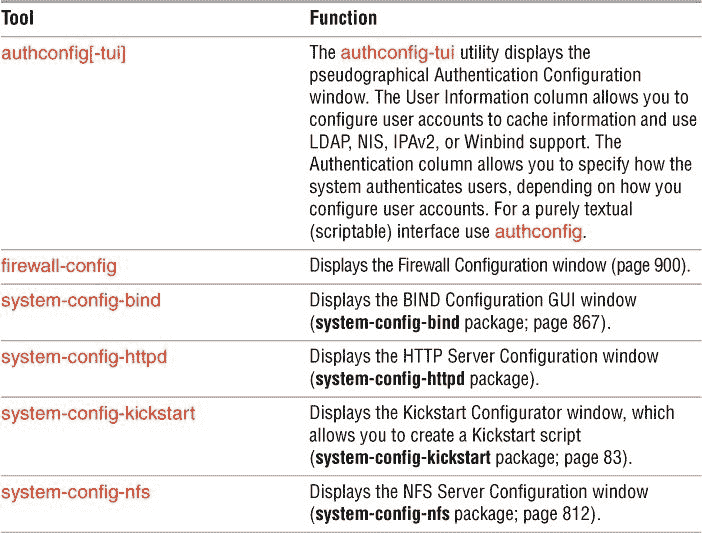 Tool Function
authconfig[-tui] The authconfig-tui utility displays the
pseudographical Authentication Configuration
window. The User Information column allows you to
configure user accounts to cache information and use
LDAP, NIS, IPAv2, or Winbind support. The
Authentication column allows you to specify how the
system authenticates users, depending on how you
configure user accounts. For a purely textual
(scriptable) interface use authconfig.
firewall-config Displays the Firewall Configuration window (page 900).
system-config-bind Displays the BIND Configuration GUI window
(system-config-bind package; page 867).
system-config-httpd Displays the HTTP Server Configuration window
(system-config-httpd package).
system-config-kickstart Displays the Kickstart Configurator window, which
allows you to create a Kickstart script
(system-config-kickstart package; page 83).
system-config-nfs Displays the NFS Server Configuration window
(system-config-nfs package; page 812).